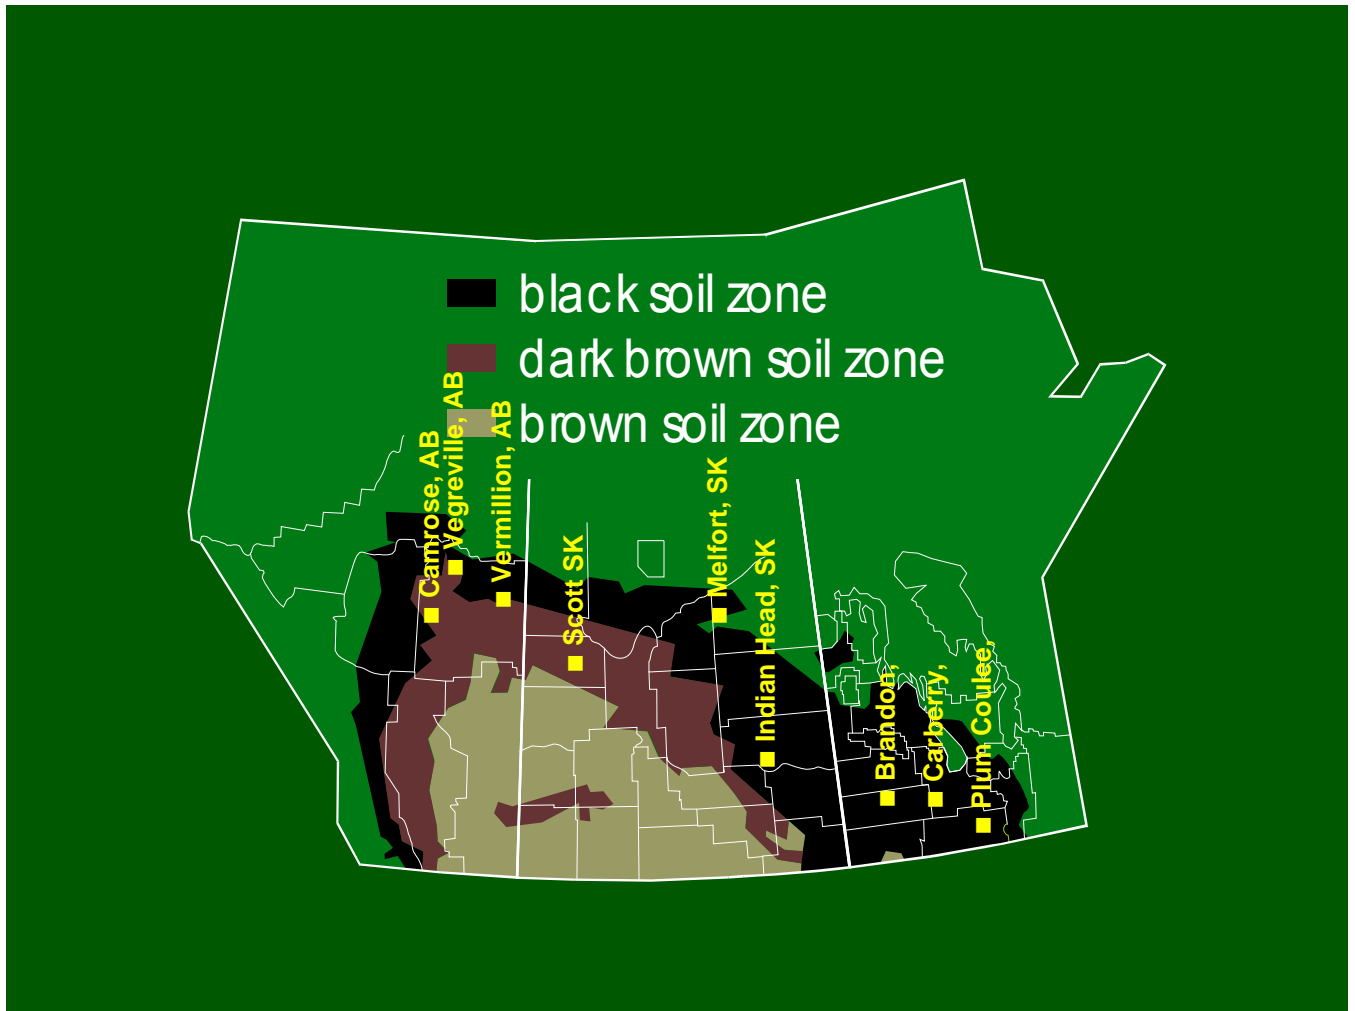 black soil zone
dark brown soil zone
brown soil zone
Camrose, AB
Vegreville, AB
Vermillion, AB
Scott SK
Melfort, SK
Indian Head, SK
Brandon,
Carberry,
Plum Coulee,